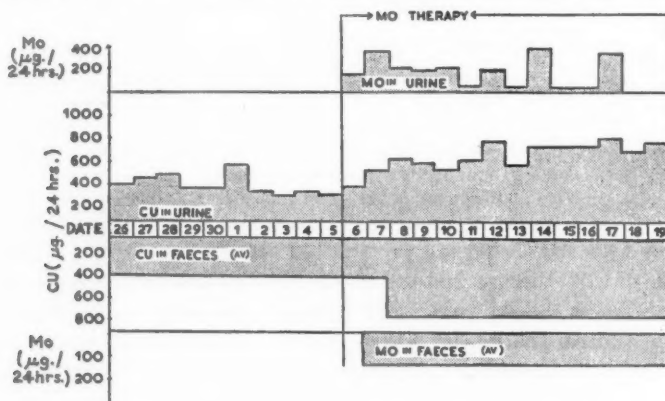 MO THERAPY
Mo
(µg./
24 hrs.)
400
200
MO IN URINE
1000
800
600
400
200
CU IN URINE
DATE 26 27 28 29 30 1 2 3 4 5 6 7 8 9 10 11 12 13 14 15 16 17 18 19
CU (µg. / 24 hrs.)
200
400
600
800
CU IN FAECES (AV)
Mo
(µg./
24hrs.)
100
200
MO IN FAECES (AV)